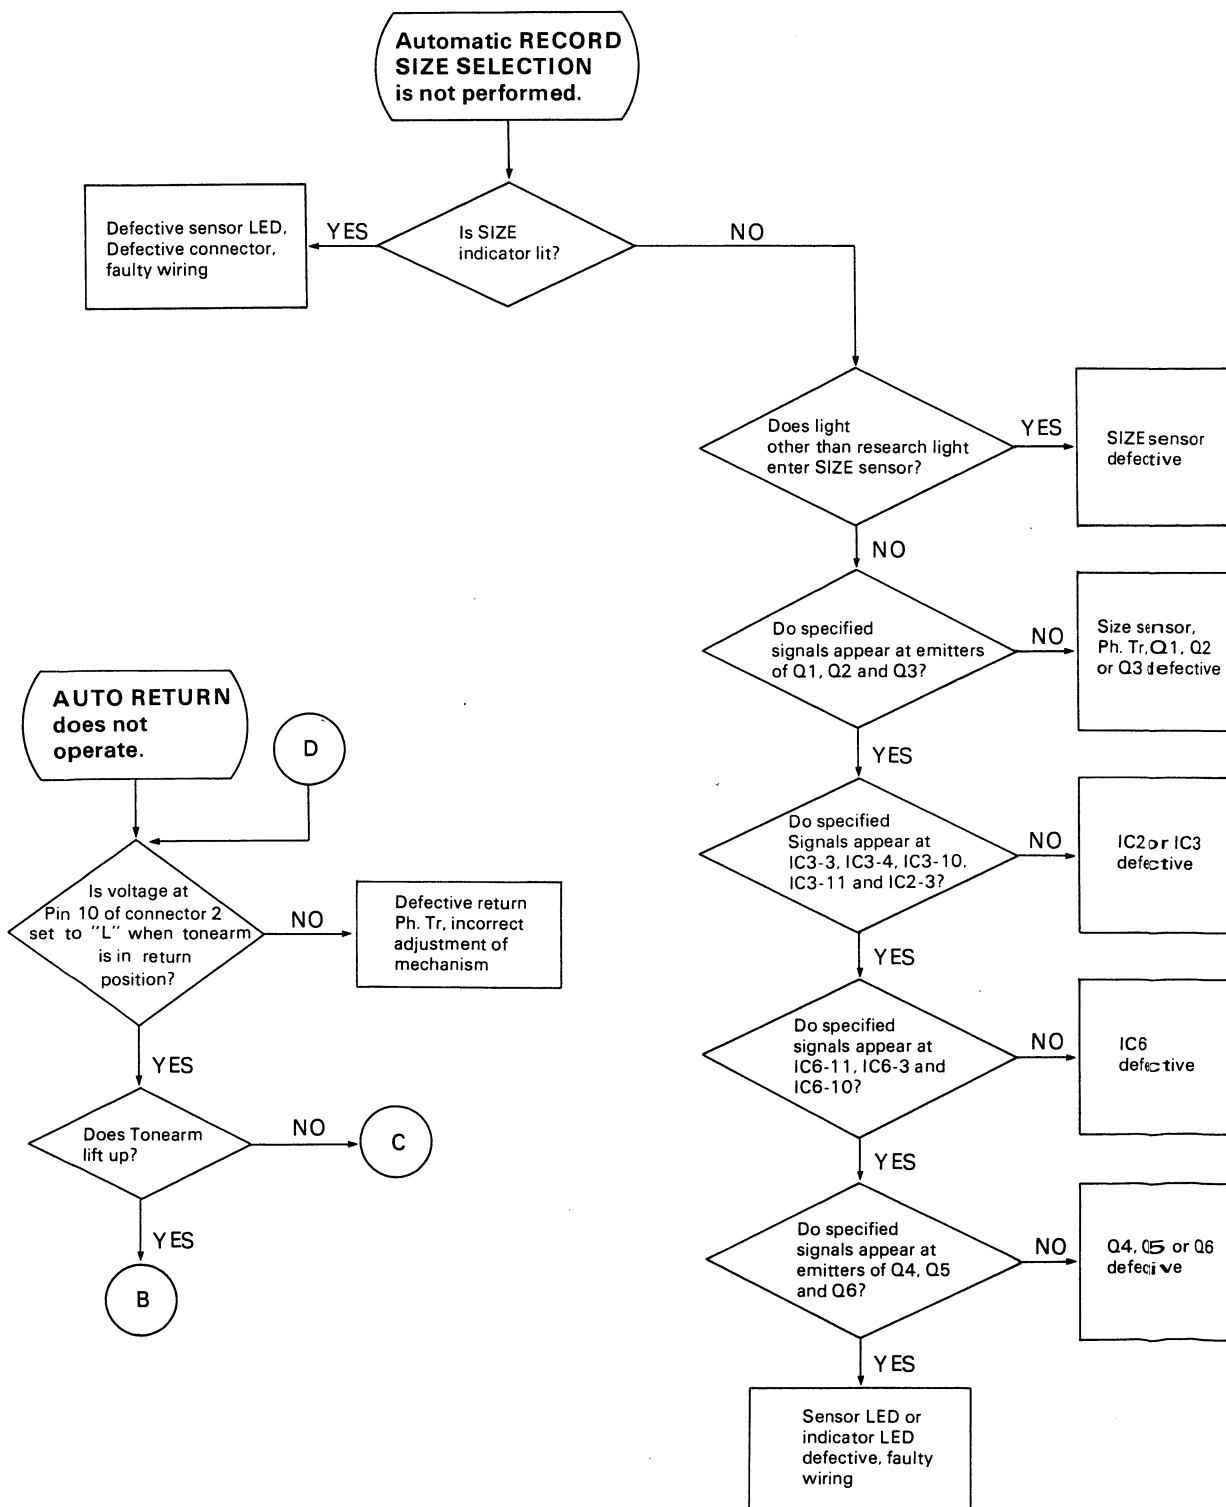 Automatic RECORD
SIZE SELECTION
is not performed.
Is SIZE
indicator lit?
YES
Defective sensor LED,
Defective connector,
faulty wiring
NO
Does light
other than research light
enter SIZE sensor?
YES
SIZE sensor
defective
NO
Do specified
signals appear at emitters
of Q1, Q2 and Q3?
NO
Size sensor,
Ph. Tr, Q1, Q2
or Q3 defective
YES
Do specified
Signals appear at
IC3-3, IC3-4, IC3-10,
IC3-11 and IC2-3?
NO
IC2 or IC3
defective
YES
Do specified
signals appear at
IC6-11, IC6-3 and
IC6-10?
NO
IC6
defective
YES
Do specified
signals appear at
emitters of Q4, Q5
and Q6?
NO
Q4, Q5 or Q6
defective
YES
Sensor LED or
indicator LED
defective, faulty
wiring
AUTO RETURN
does not
operate.
D
Is voltage at
Pin 10 of connector 2
set to "L" when tonearm
is in return
position?
NO
Defective return
Ph. Tr, incorrect
adjustment of
mechanism
YES
Does Tonearm
lift up?
NO
C
YES
B